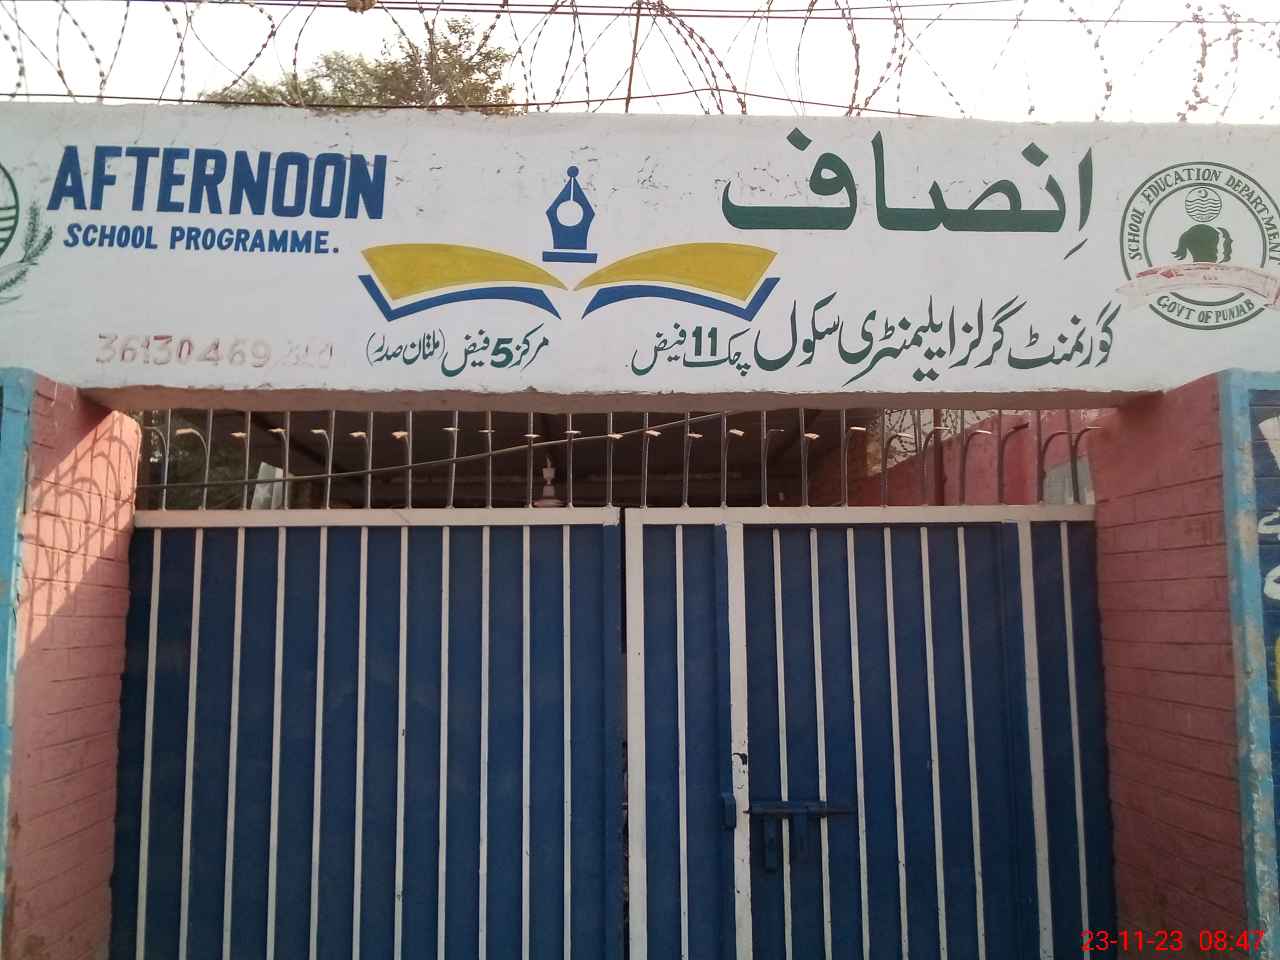 AFTERNOON
SCHOOL PROGRAMME.
اِنصاف
گورنمنٹ گرلز ایلیمنٹری سکول چک 11 فیض
مرکز 5 فیض (ملتان صدر)
36130469
SCHOOL EDUCATION DEPARTMENT
GOVT OF PUNJAB
23-11-23 08:47